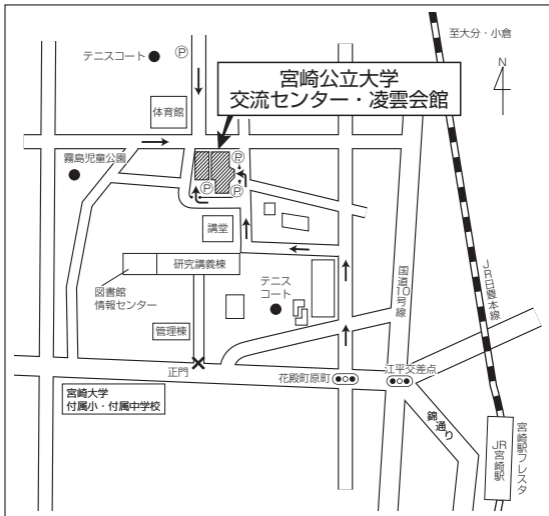 至大分・小倉
テニスコート
P
N
宮崎公立大学
交流センター・凌雲会館
体育館
霧島児童公園
P
P
P
講堂
研究講義棟
図書館
情報センター
テニス
コート
国道10号線
JR日豊本線
管理棟
正門
花殿町原町
江平交差点
宮崎大学
付属小・付属中学校
錦通り
JR
宮崎駅
宮崎駅フレスタ